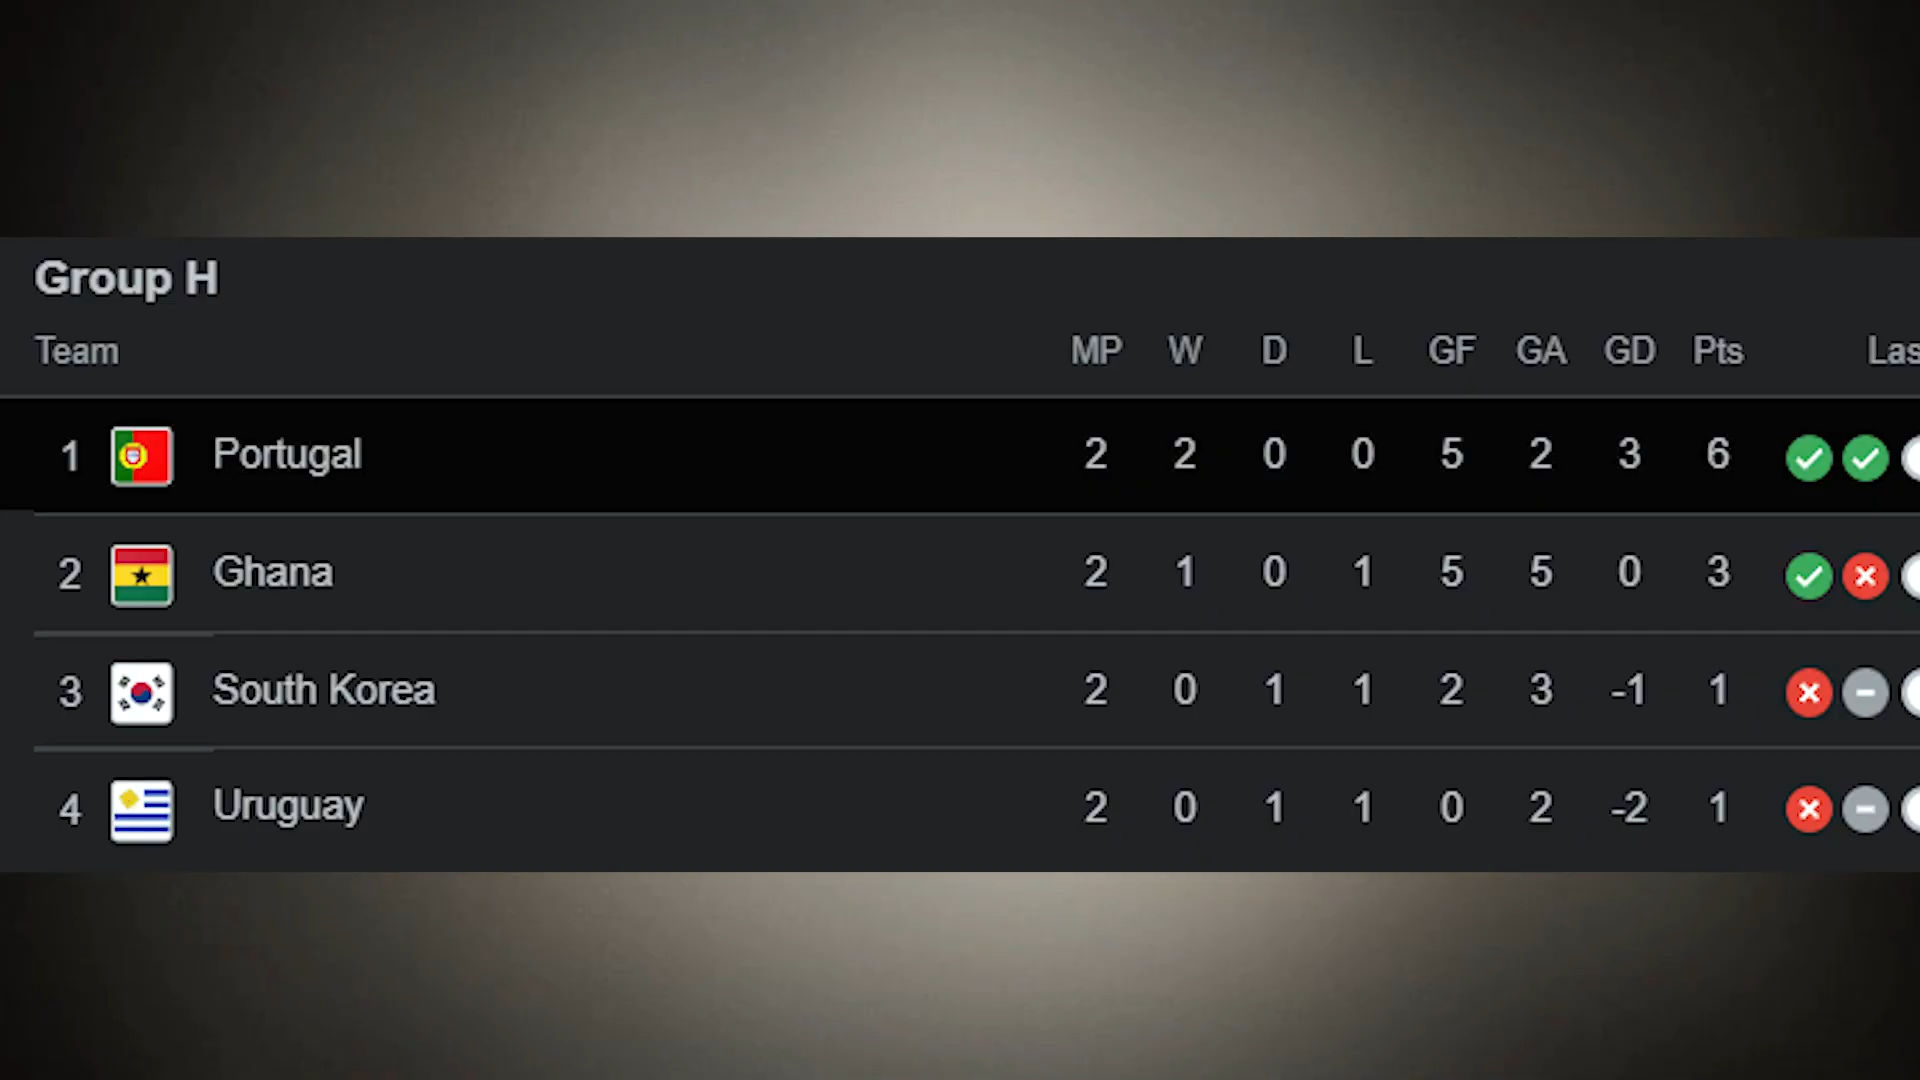 Group H
Team MP W D L GF GA GD Pts Las
1 Portugal 2 2 0 0 5 2 3 6
2 Ghana 2 1 0 1 5 5 0 3
3 South Korea 2 0 1 1 2 3 -1 1
4 Uruguay 2 0 1 1 0 2 -2 1